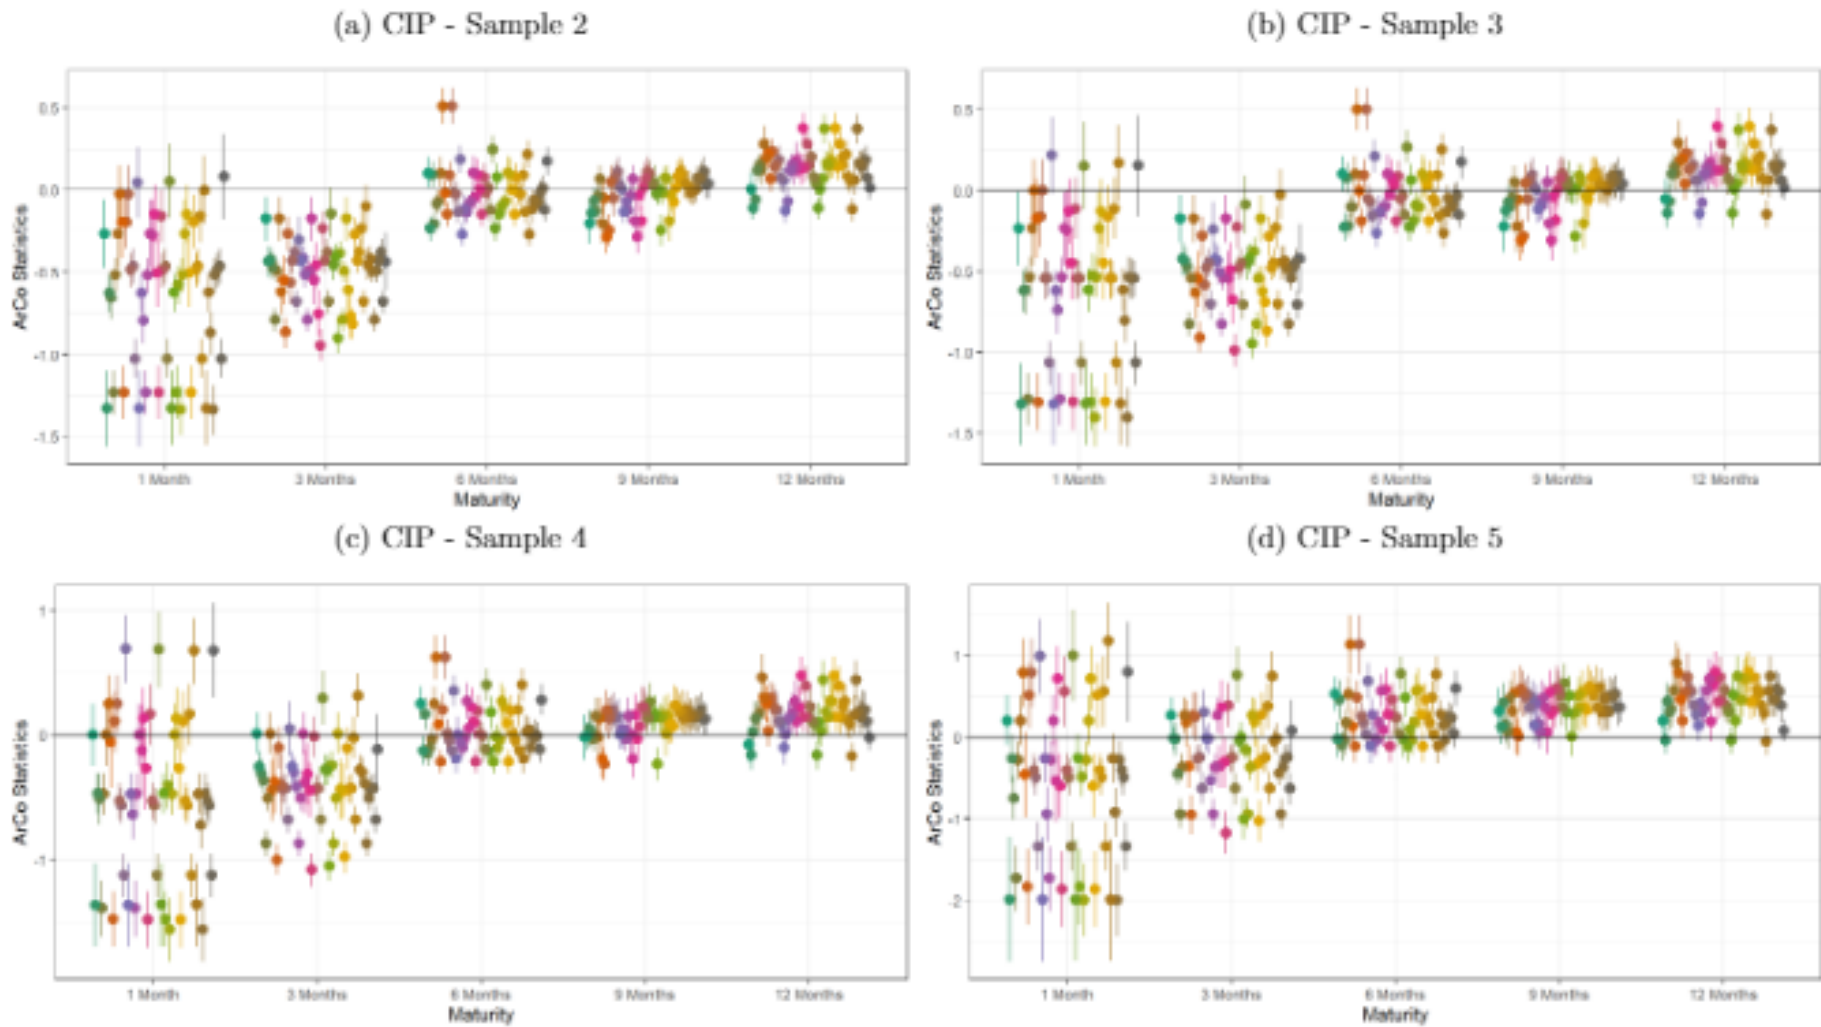 (a) CIP - Sample 2
ArCo Statistics
0.5
0.0
-0.5
-1.0
-1.5
1 Month 3 Months 6 Months 9 Months 12 Months
Maturity
(b) CIP - Sample 3
ArCo Statistics
0.5
0.0
-0.5
-1.0
-1.5
1 Month 3 Months 6 Months 9 Months 12 Months
Maturity
(c) CIP - Sample 4
ArCo Statistics
1
0
-1
1 Month 3 Months 6 Months 9 Months 12 Months
Maturity
(d) CIP - Sample 5
ArCo Statistics
1
0
-1
-2
1 Month 3 Months 6 Months 9 Months 12 Months
Maturity